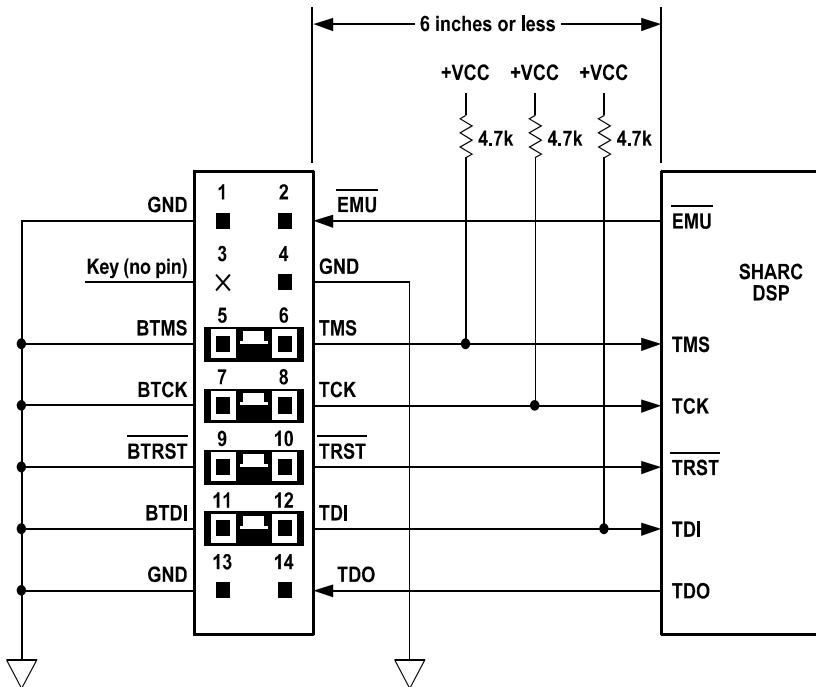 6 inches or less
+VCC +VCC +VCC
4.7k 4.7k 4.7k
1 2
GND EMU EMU
3 4
Key (no pin) GND
SHARC
DSP
5 6
BTMS TMS TMS
7 8
BTCK TCK TCK
9 10
BTRST TRST TRST
11 12
BTDI TDI TDI
13 14
GND TDO TDO